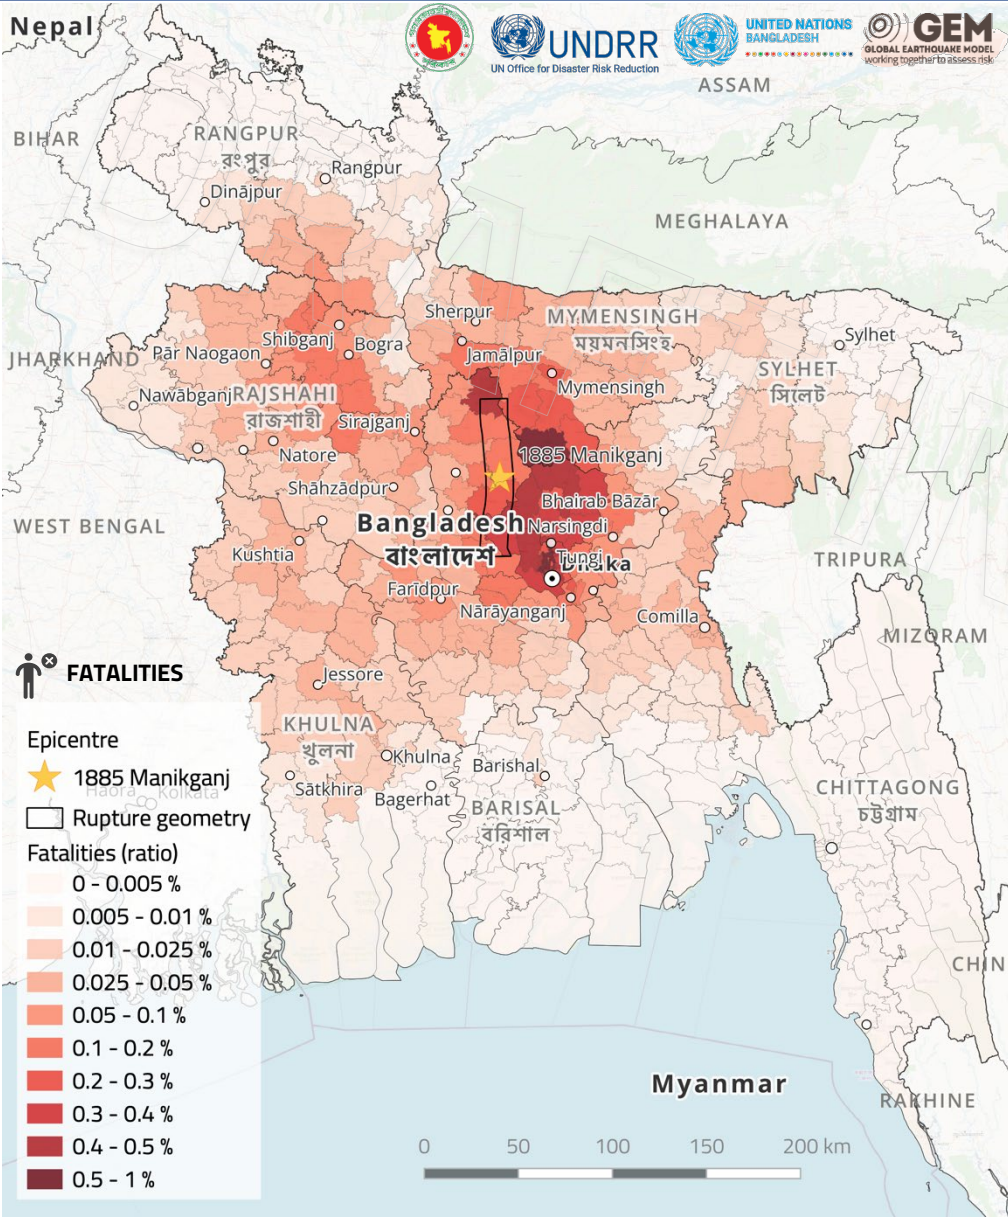 Nepal
UNDRR
UN Office for Disaster Risk Reduction
UNITED NATIONS
BANGLADESH
GEM
GLOBAL EARTHQUAKE MODEL
working together to assess risk
ASSAM
BIHAR
RANGPUR
রংপুর
Rangpur
Dinājpur
MEGHALAYA
Sherpur
MYMENSINGH
ময়মনসিংহ
Sylhet
Shibganj
Bogra
JHARKHAND
Pār Naogaon
Jamālpur
SYLHET
সিলেট
Mymensingh
Nawābganj
RAJSHAHI
রাজশাহী
Sirajganj
Natore
1885 Manikganj
Shāhzādpur
Bhairab Bāzār
WEST BENGAL
Bangladesh
বাংলাদেশ
Narsingdi
Kushtia
Tungi
Dhaka
TRIPURA
Farīdpur
Nārāyanganj
Comilla
MIZORAM
FATALITIES
Jessore
KHULNA
খুলনা
Epicentre
Khulna
Barishal
1885 Manikganj
Haora
Kolkata
Sātkhira
Bagerhat
BARISAL
বরিশাল
CHITTAGONG
চট্টগ্রাম
Rupture geometry
Fatalities (ratio)
0 - 0.005 %
0.005 - 0.01 %
0.01 - 0.025 %
0.025 - 0.05 %
0.05 - 0.1 %
0.1 - 0.2 %
0.2 - 0.3 %
0.3 - 0.4 %
0.4 - 0.5 %
0.5 - 1 %
CHIN
Myanmar
RAKHINE
0 50 100 150 200 km